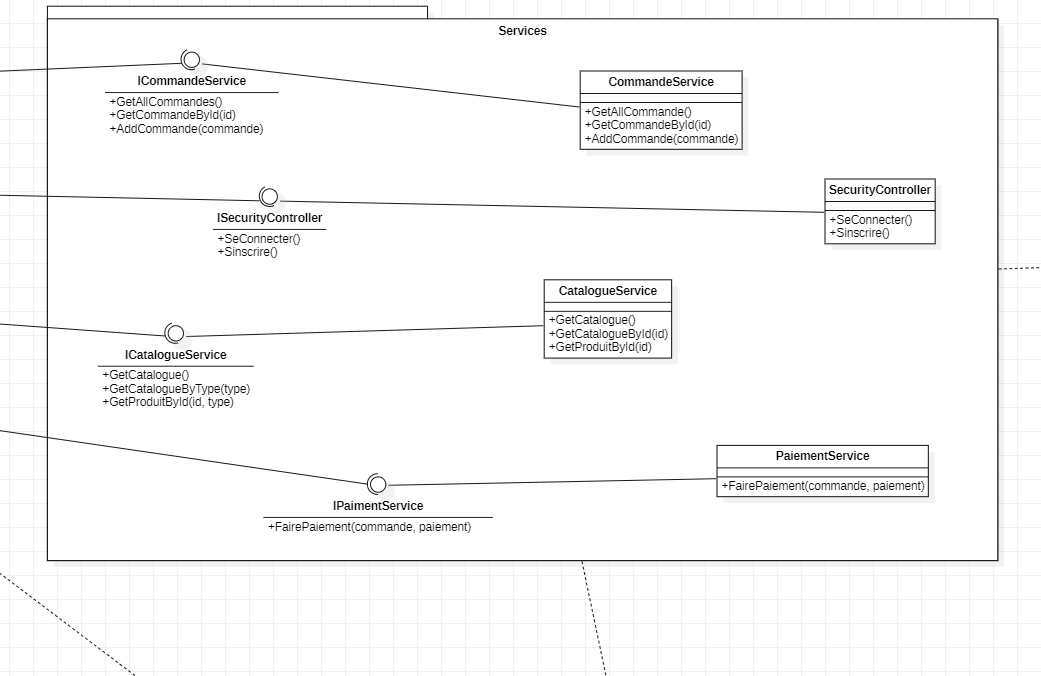 Services
ICommandeService
+GetAllCommandes()
+GetCommandeById(id)
+AddCommande(commande)
CommandeService
+GetAllCommande()
+GetCommandeById(id)
+AddCommande(commande)
ISecurityController
+SeConnecter()
+Sinscrire()
SecurityController
+SeConnecter()
+Sinscrire()
ICatalogueService
+GetCatalogue()
+GetCatalogueByType(type)
+GetProduitById(id, type)
CatalogueService
+GetCatalogue()
+GetCatalogueById(id)
+GetProduitById(id)
IPaimentService
+FairePaiement(commande, paiement)
PaiementService
+FairePaiement(commande, paiement)